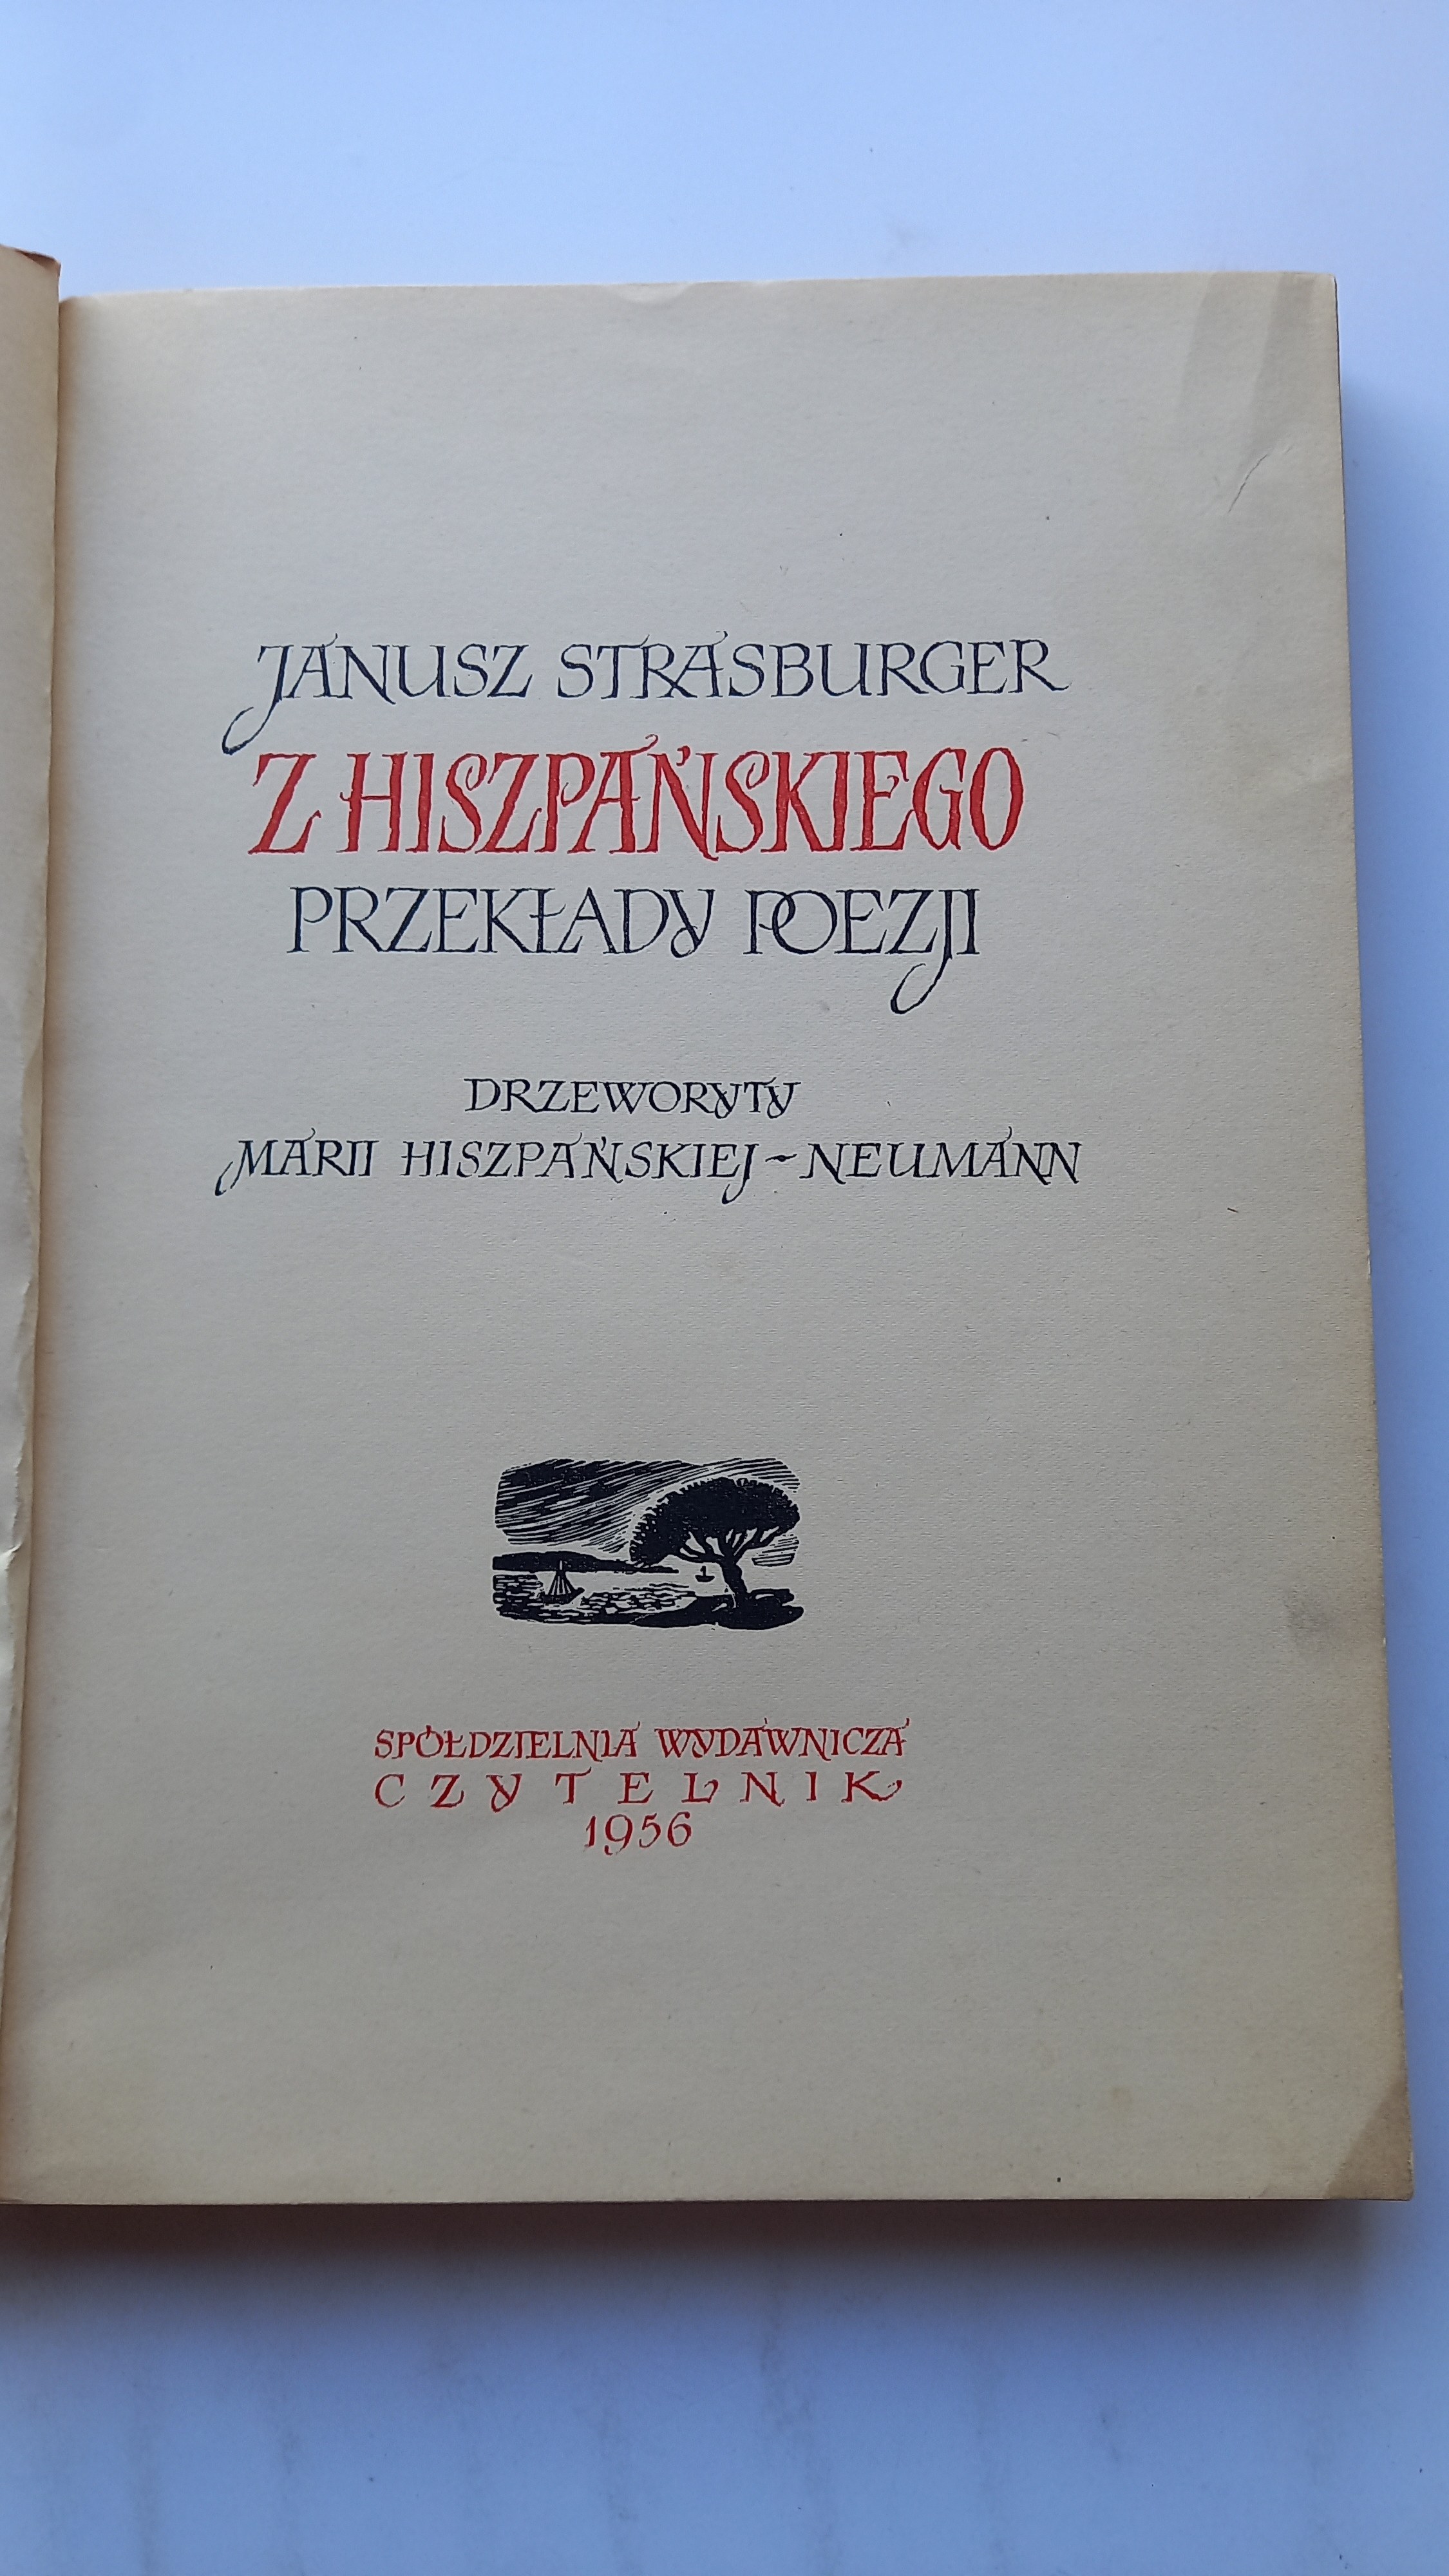 JANUSZ STRASBURGER
Z HISZPAŃSKIEGO
PRZEKŁADY POEZJI
DRZEWORYTY
MARII HISZPAŃSKIEJ-NEUMANN
SPÓŁDZIELNIA WYDAWNICZA
CZYTELNIK
1956